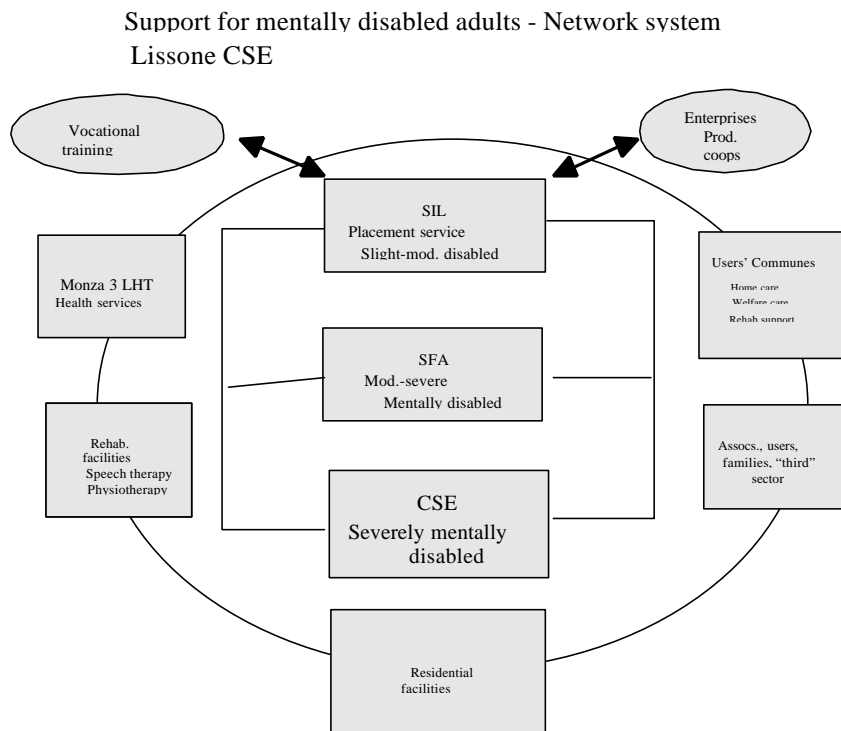 Support for mentally disabled adults - Network system
Lissone CSE
Vocational
training
Enterprises
Prod.
coops
SIL
Placement service
Slight-mod. disabled
Monza 3 LHT
Health services
Users' Communes
Home care
Welfare care
Rehab support
SFA
Mod.-severe
Mentally disabled
Rehab.
facilities
Speech therapy
Physiotherapy
Assocs., users,
families, “third”
sector
CSE
Severely mentally
disabled
Residential
facilities